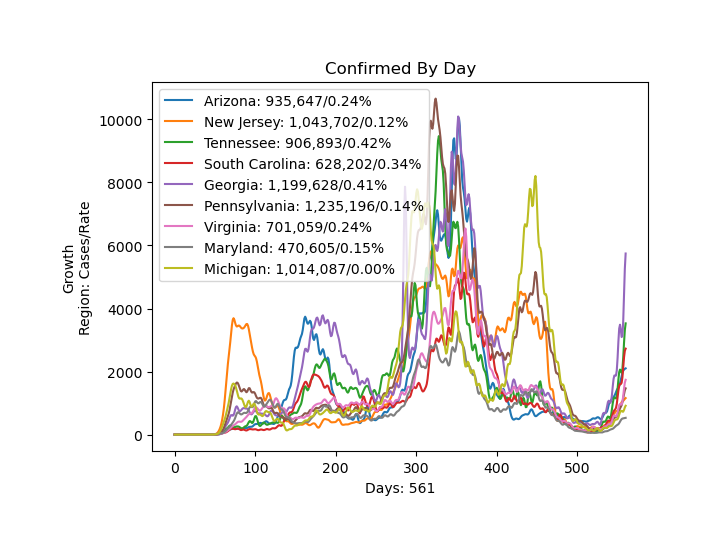 Confirmed By Day
Growth
Region: Cases/Rate
10000
8000
6000
4000
2000
0
Arizona: 935,647/0.24%
New Jersey: 1,043,702/0.12%
Tennessee: 906,893/0.42%
South Carolina: 628,202/0.34%
Georgia: 1,199,628/0.41%
Pennsylvania: 1,235,196/0.14%
Virginia: 701,059/0.24%
Maryland: 470,605/0.15%
Michigan: 1,014,087/0.00%
0 100 200 300 400 500
Days: 561